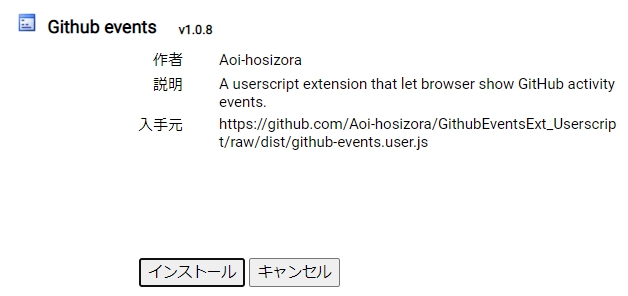 Github events v1.0.8
作者 Aoi-hosizora
説明 A userscript extension that let browser show GitHub activity
events.
入手元 https://github.com/Aoi-hosizora/GithubEventsExt_Userscrip
t/raw/dist/github-events.user.js
インストール キャンセル